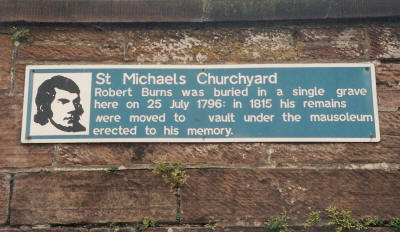 St Michaels Churchyard
Robert Burns was buried in a single grave
here on 25 July 1796: in 1815 his remains
were moved to vault under the mausoleum
erected to his memory.